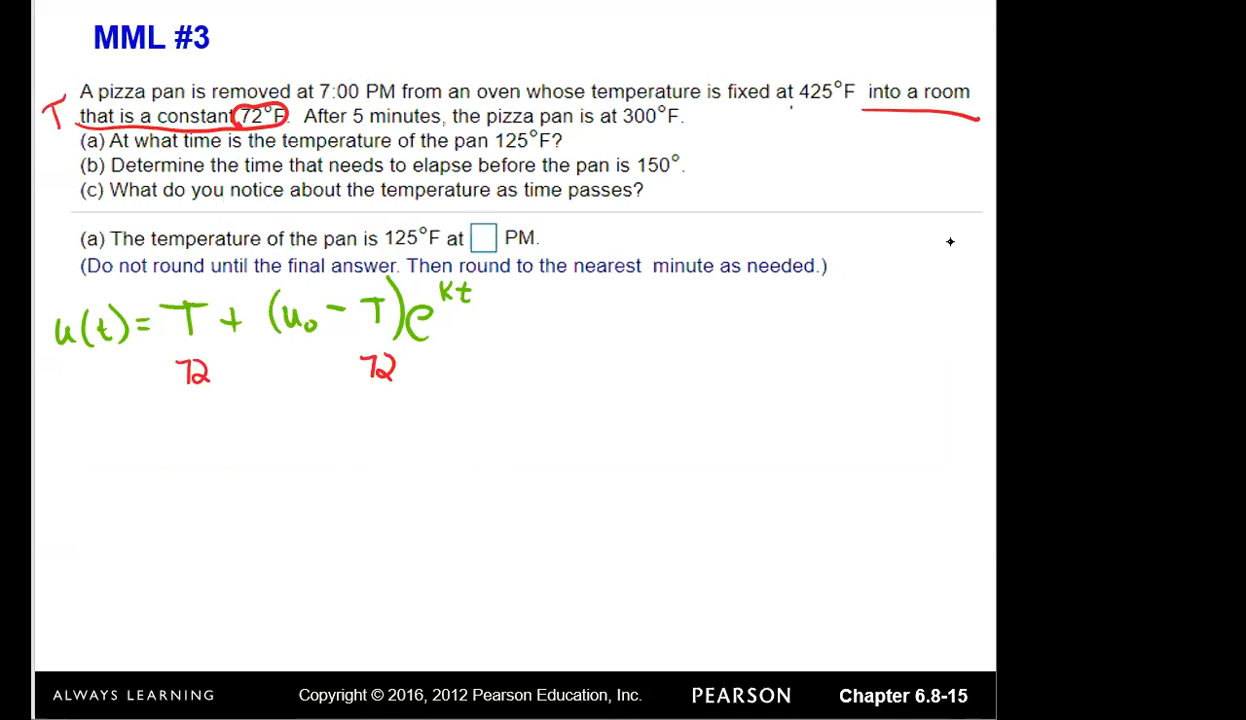 MML #3
A pizza pan is removed at 7:00 PM from an oven whose temperature is fixed at 425°F into a room
T that is a constant 72°F. After 5 minutes, the pizza pan is at 300°F.
(a) At what time is the temperature of the pan 125°F?
(b) Determine the time that needs to elapse before the pan is 150°.
(c) What do you notice about the temperature as time passes?
(a) The temperature of the pan is 125°F at PM.
(Do not round until the final answer. Then round to the nearest minute as needed.)
u(t) = T + (u₀ - T)e^kt
72 72
ALWAYS LEARNING Copyright © 2016, 2012 Pearson Education, Inc. PEARSON Chapter 6.8-15